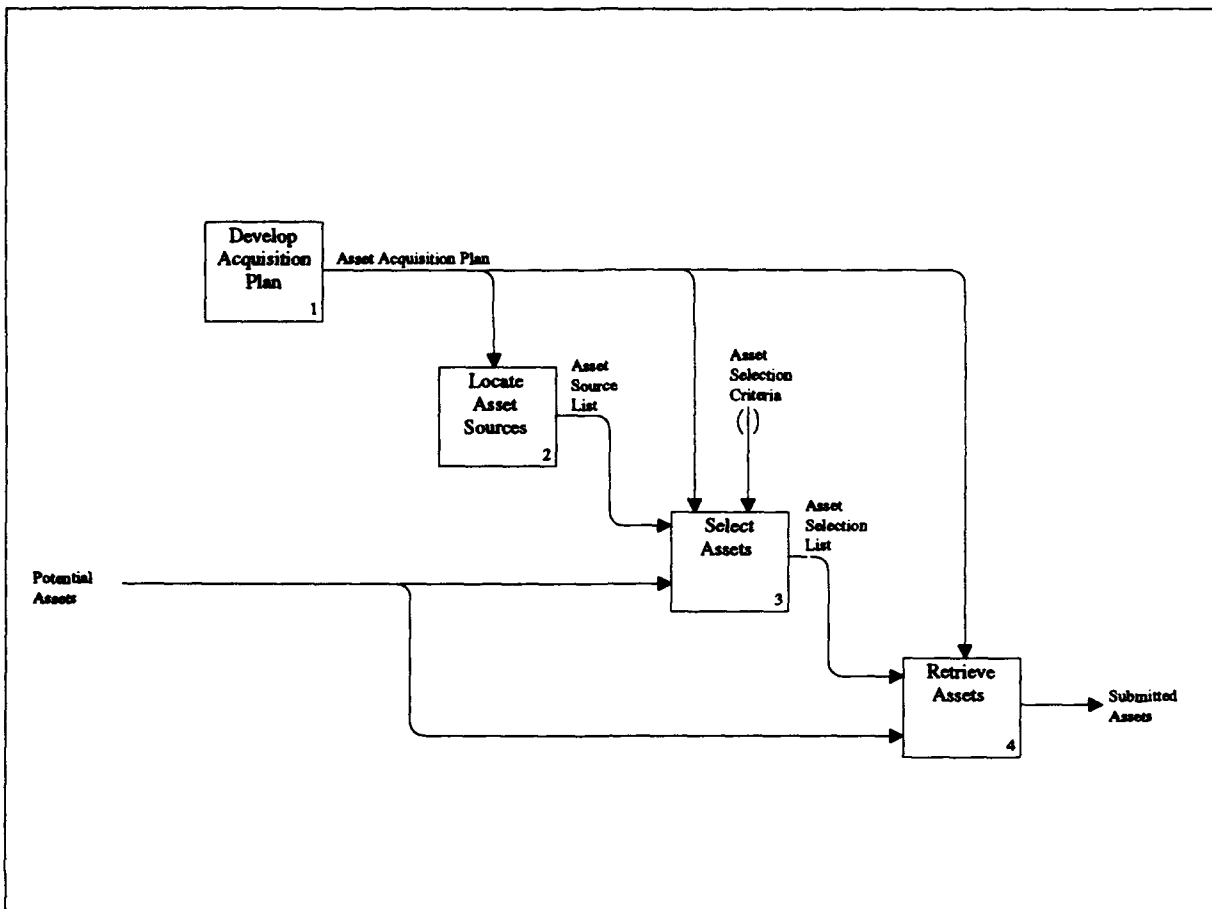 Develop
Acquisition
Plan
1
Asset Acquisition Plan
Locate
Asset
Sources
2
Asset
Source
List
Asset
Selection
Criteria
Select
Assets
3
Asset
Selection
List
Potential
Assets
Retrieve
Assets
4
Submitted
Assets